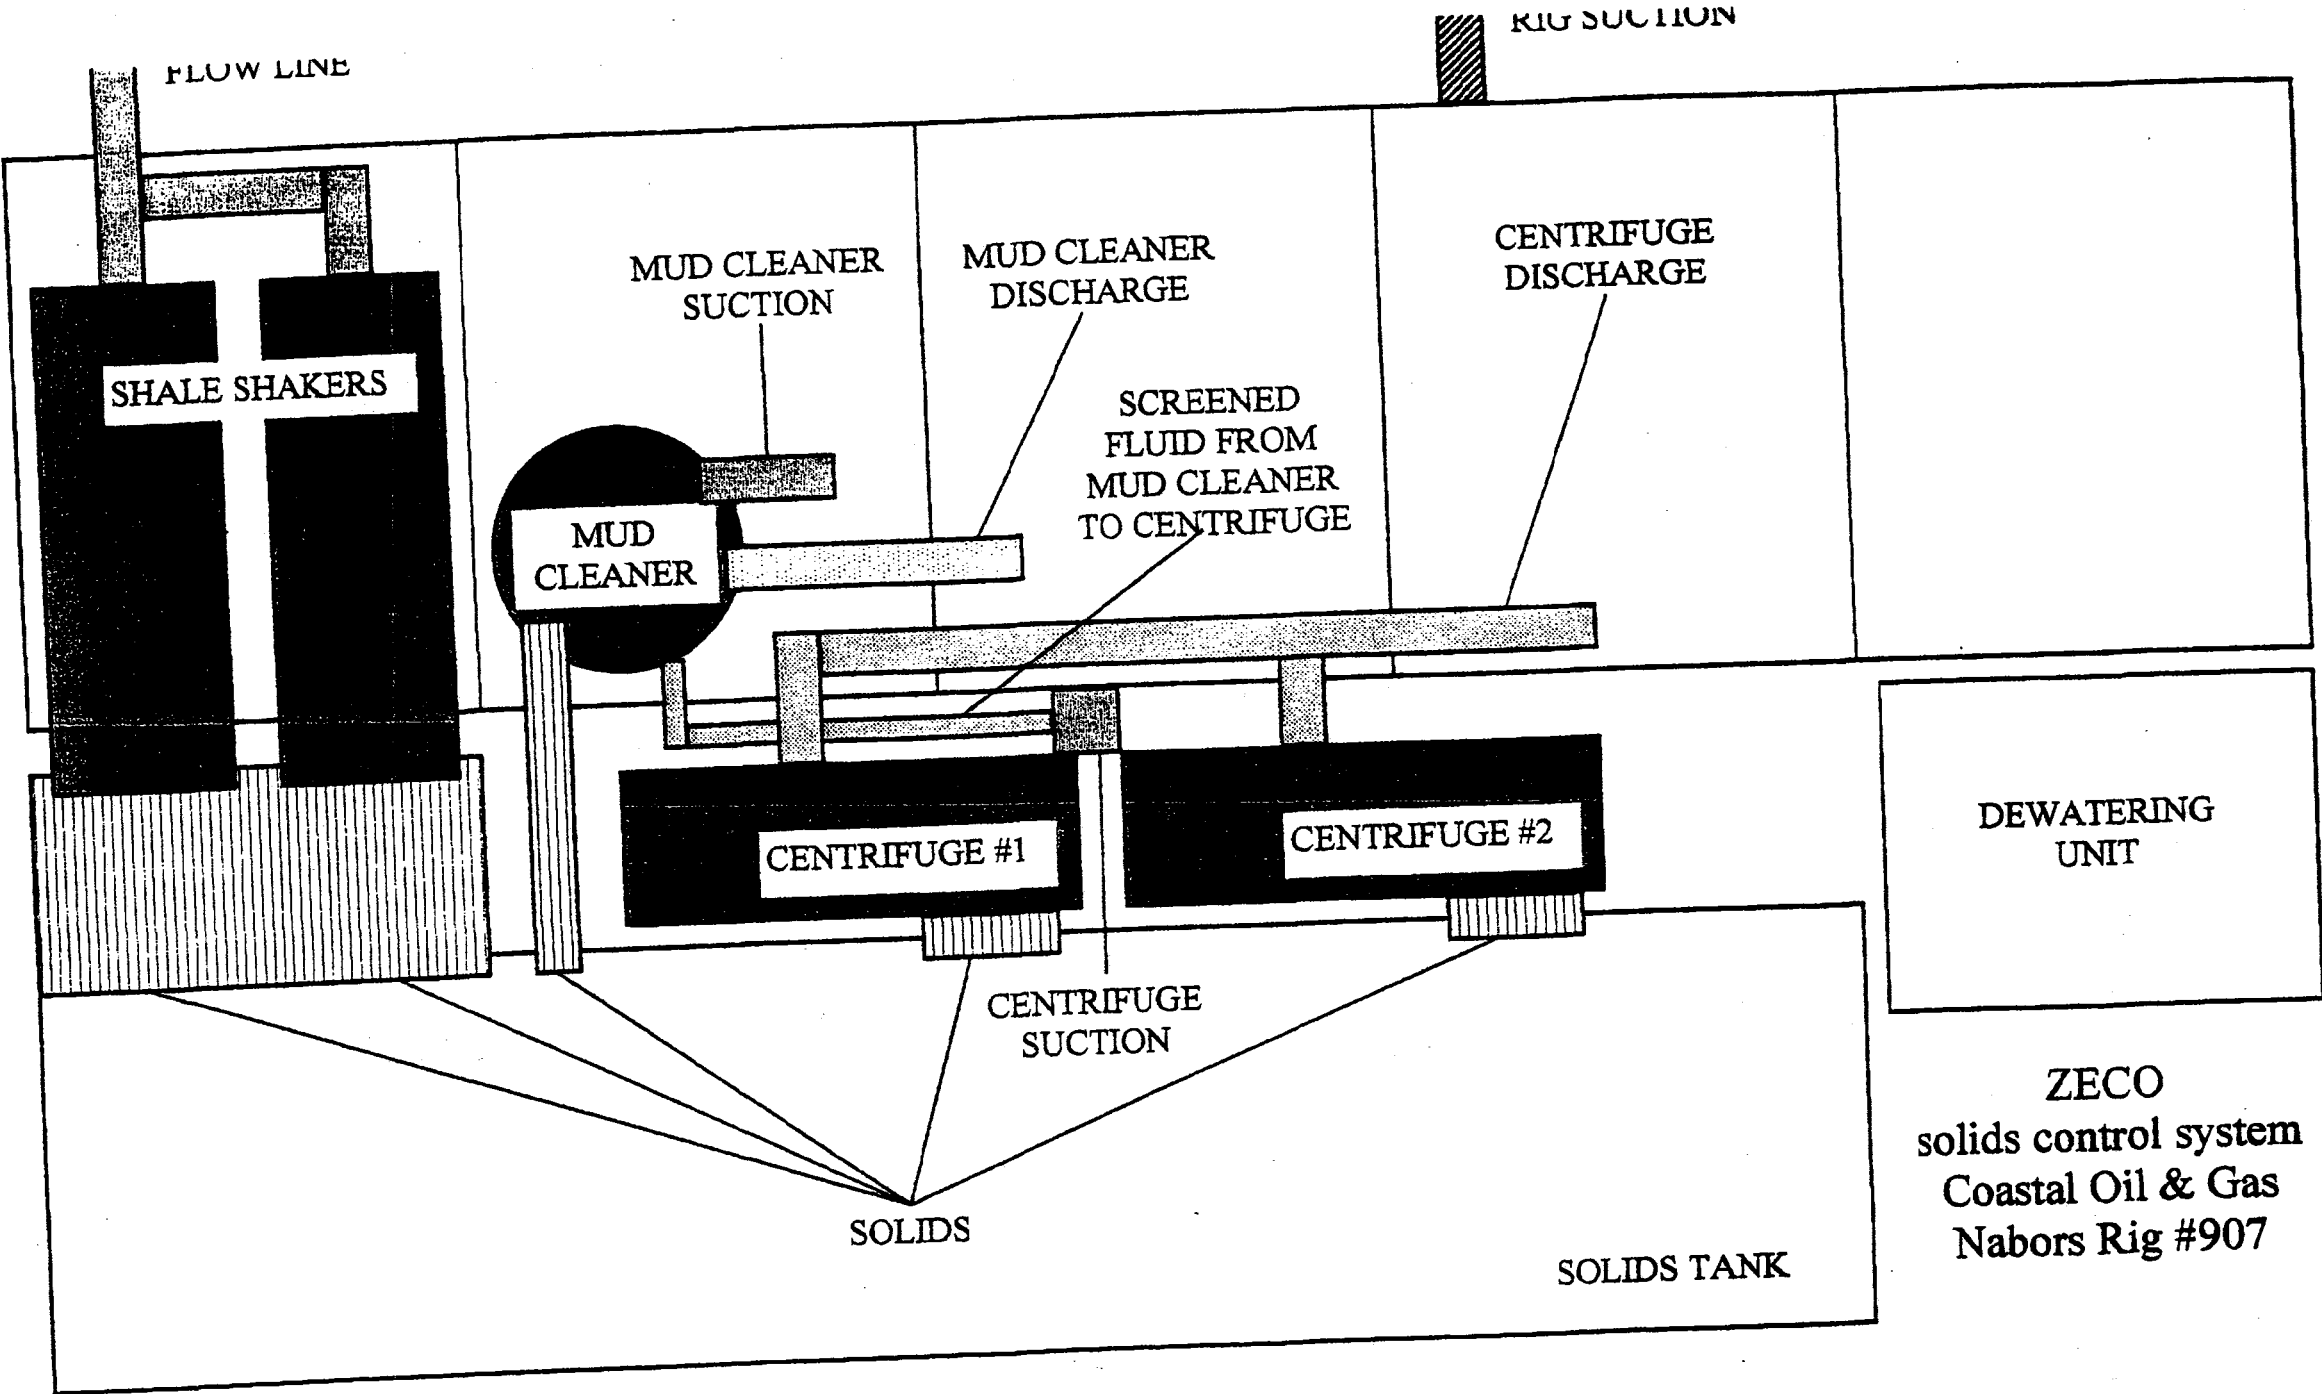 FLOW LINE
RIG SUCTION
MUD CLEANER
SUCTION
MUD CLEANER
DISCHARGE
CENTRIFUGE
DISCHARGE
SHALE SHAKERS
SCREENED
FLUID FROM
MUD CLEANER
TO CENTRIFUGE
MUD
CLEANER
CENTRIFUGE #1
CENTRIFUGE #2
DEWATERING
UNIT
CENTRIFUGE
SUCTION
SOLIDS
SOLIDS TANK
ZECO
solids control system
Coastal Oil & Gas
Nabors Rig #907